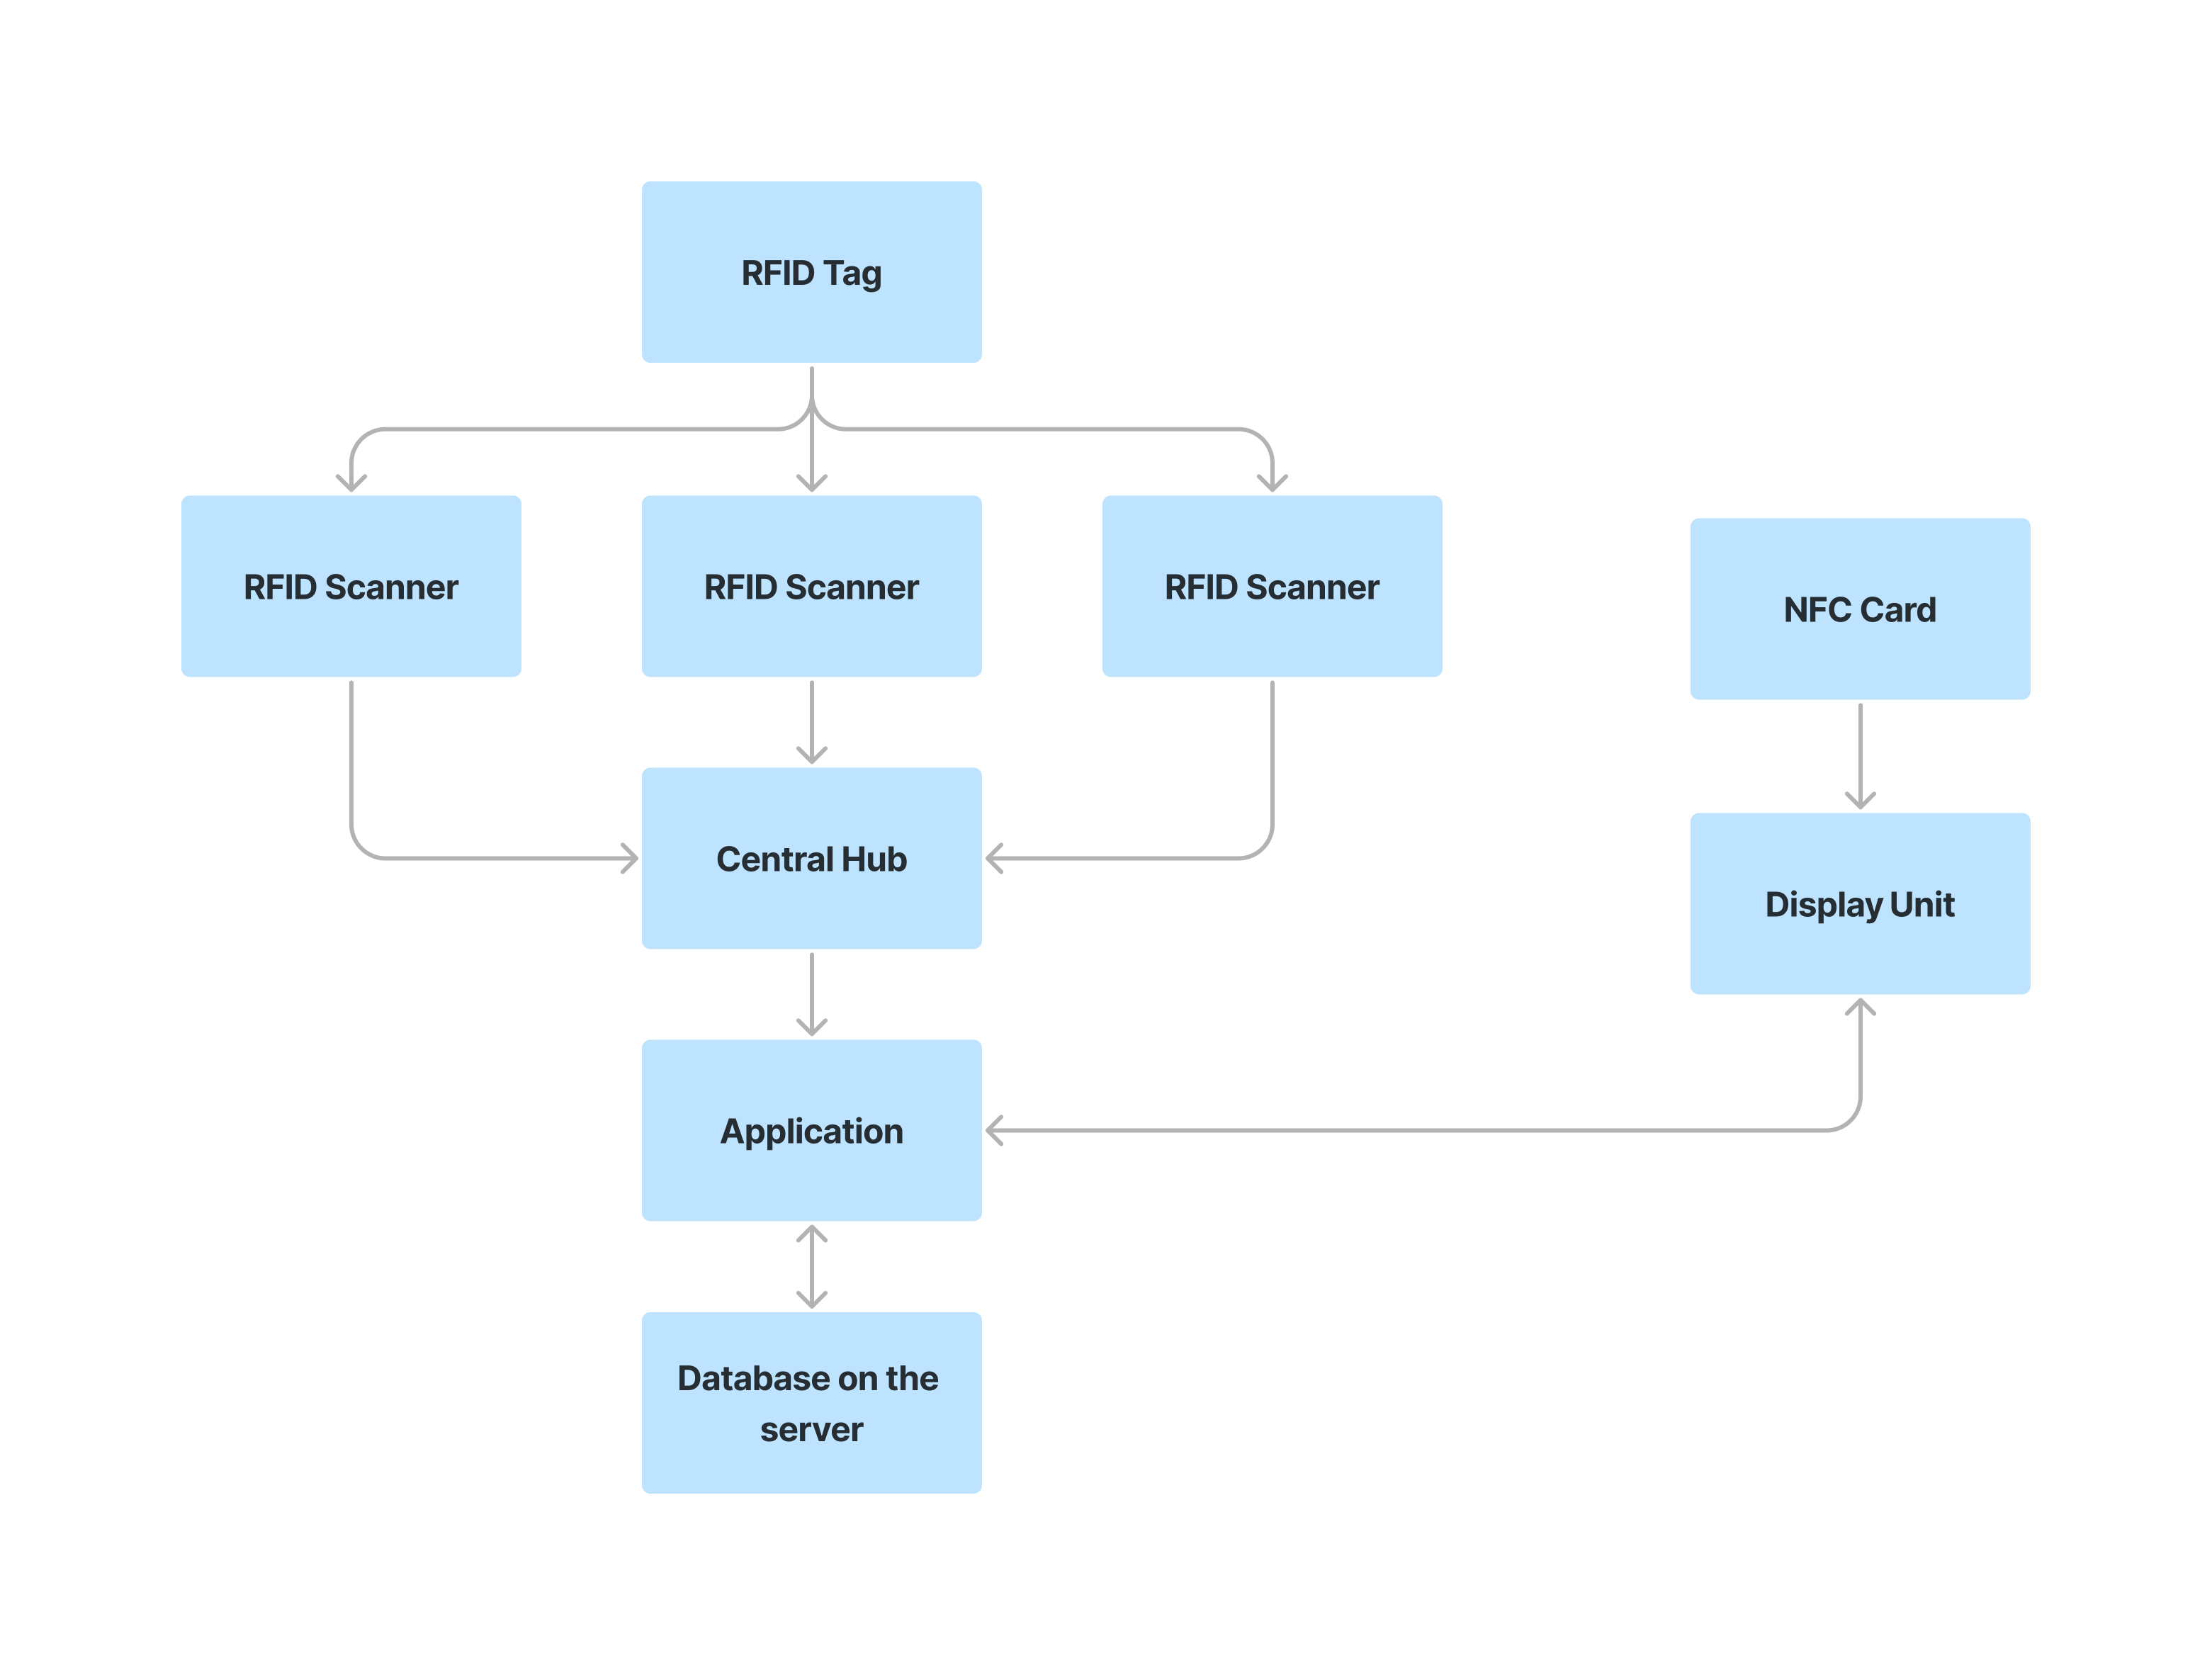 RFID Tag
RFID Scanner
RFID Scanner
RFID Scanner
NFC Card
Central Hub
Display Unit
Application
Database on the
server